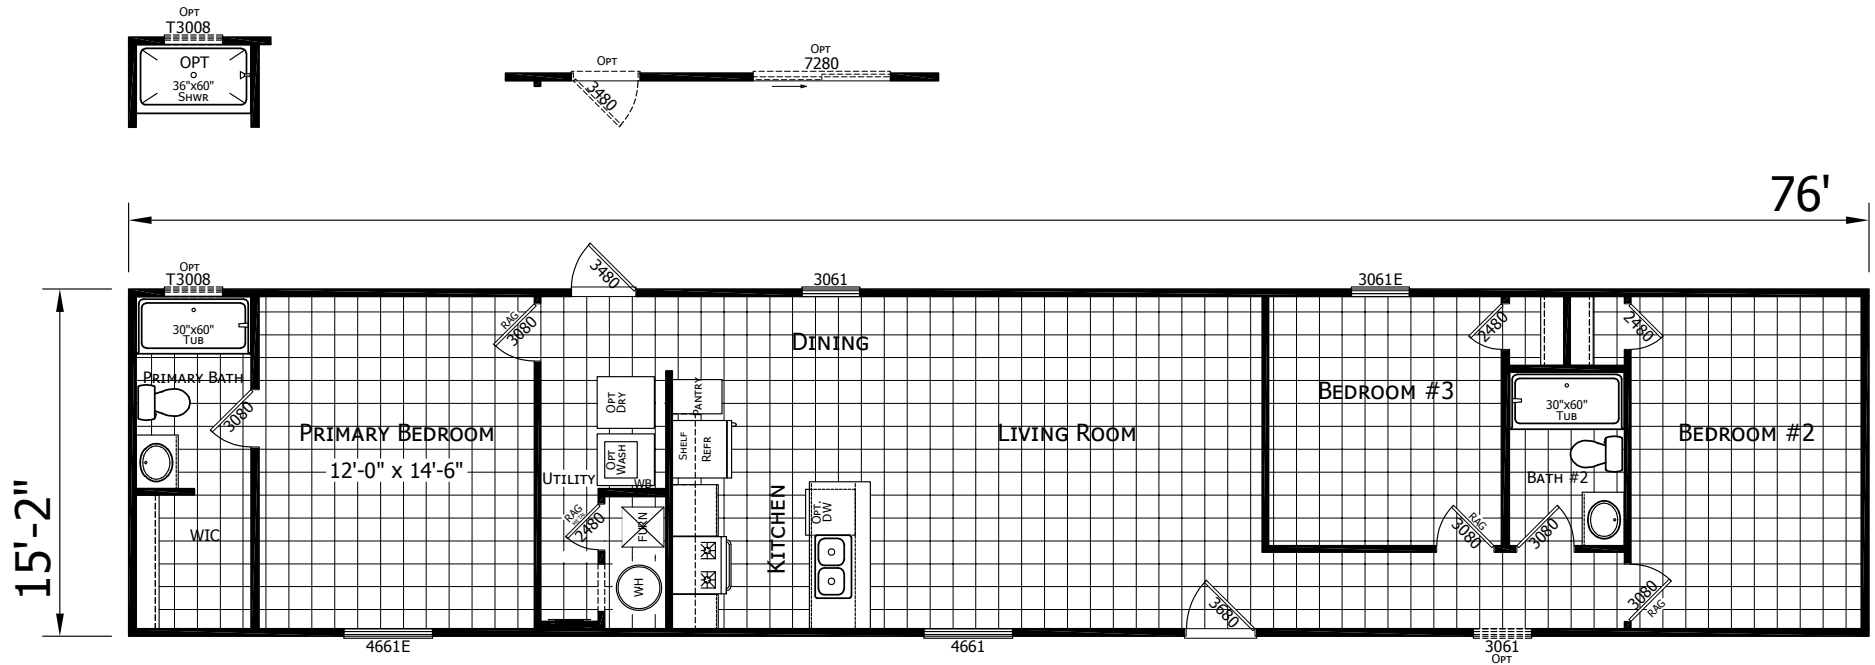 OPT
T3008
OPT
36"x60"
SHWR
OPT
3480
OPT
7280
76'
15'-2"
OPT
T3008
30"x60"
TUB
PRIMARY BATH
3080
WIC
PRIMARY BEDROOM
12'-0" x 14'-6"
4661E
RAG
3080
3480
OPT
DRY
OPT
WASH
UTILITY
WB
RAG
2480
FURN
WH
PANTRY
SHELF
REFR
KITCHEN
OPT.
DW
3061
DINING
LIVING ROOM
4661
3680
3061E
BEDROOM #3
2480
2480
30"x60"
TUB
BATH #2
RAG
3080
3080
3080
RAG
BEDROOM #2
3061
OPT